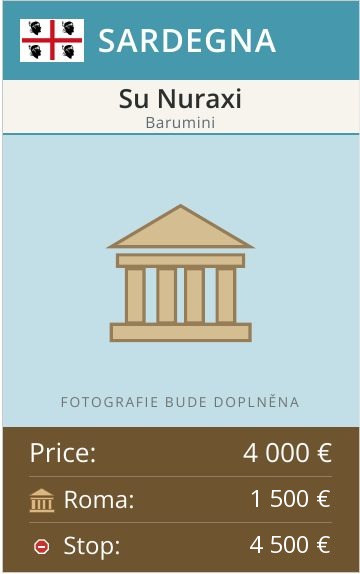 SARDEGNA
Su Nuraxi
Barumini
FOTOGRAFIE BUDE DOPLNĚNA
Price: 4 000 €
Roma: 1 500 €
Stop: 4 500 €